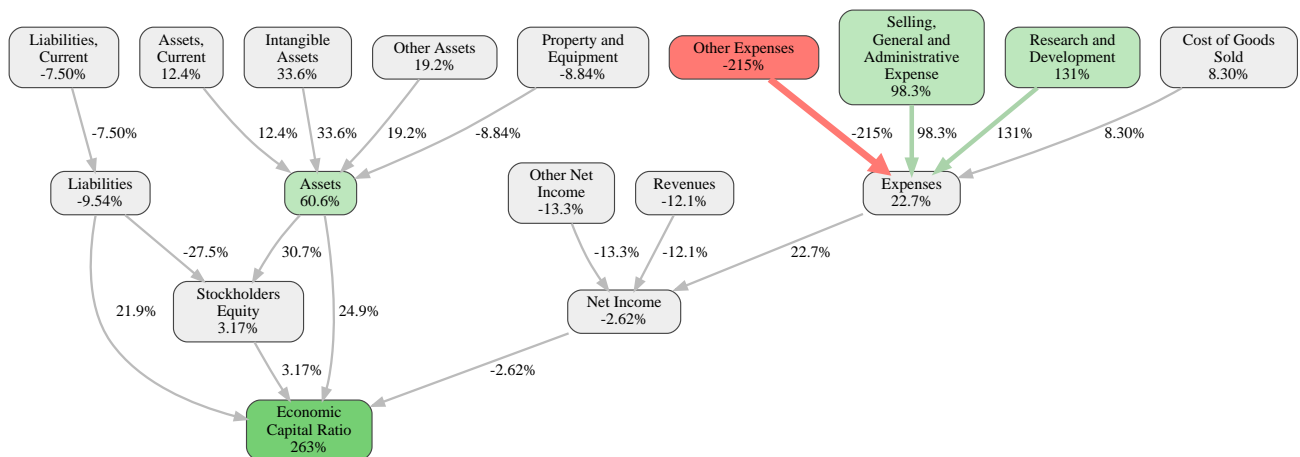 Liabilities,
Current
-7.50%
Assets,
Current
12.4%
Intangible
Assets
33.6%
Other Assets
19.2%
Property and
Equipment
-8.84%
Other Expenses
-215%
Selling,
General and
Administrative
Expense
98.3%
Research and
Development
131%
Cost of Goods
Sold
8.30%
-7.50%
12.4%
33.6%
19.2%
-8.84%
-215%
98.3%
131%
8.30%
Liabilities
-9.54%
Assets
60.6%
Other Net
Income
-13.3%
Revenues
-12.1%
Expenses
22.7%
-27.5%
30.7%
-13.3%
-12.1%
22.7%
21.9%
Stockholders
Equity
3.17%
24.9%
Net Income
-2.62%
3.17%
-2.62%
Economic
Capital Ratio
263%